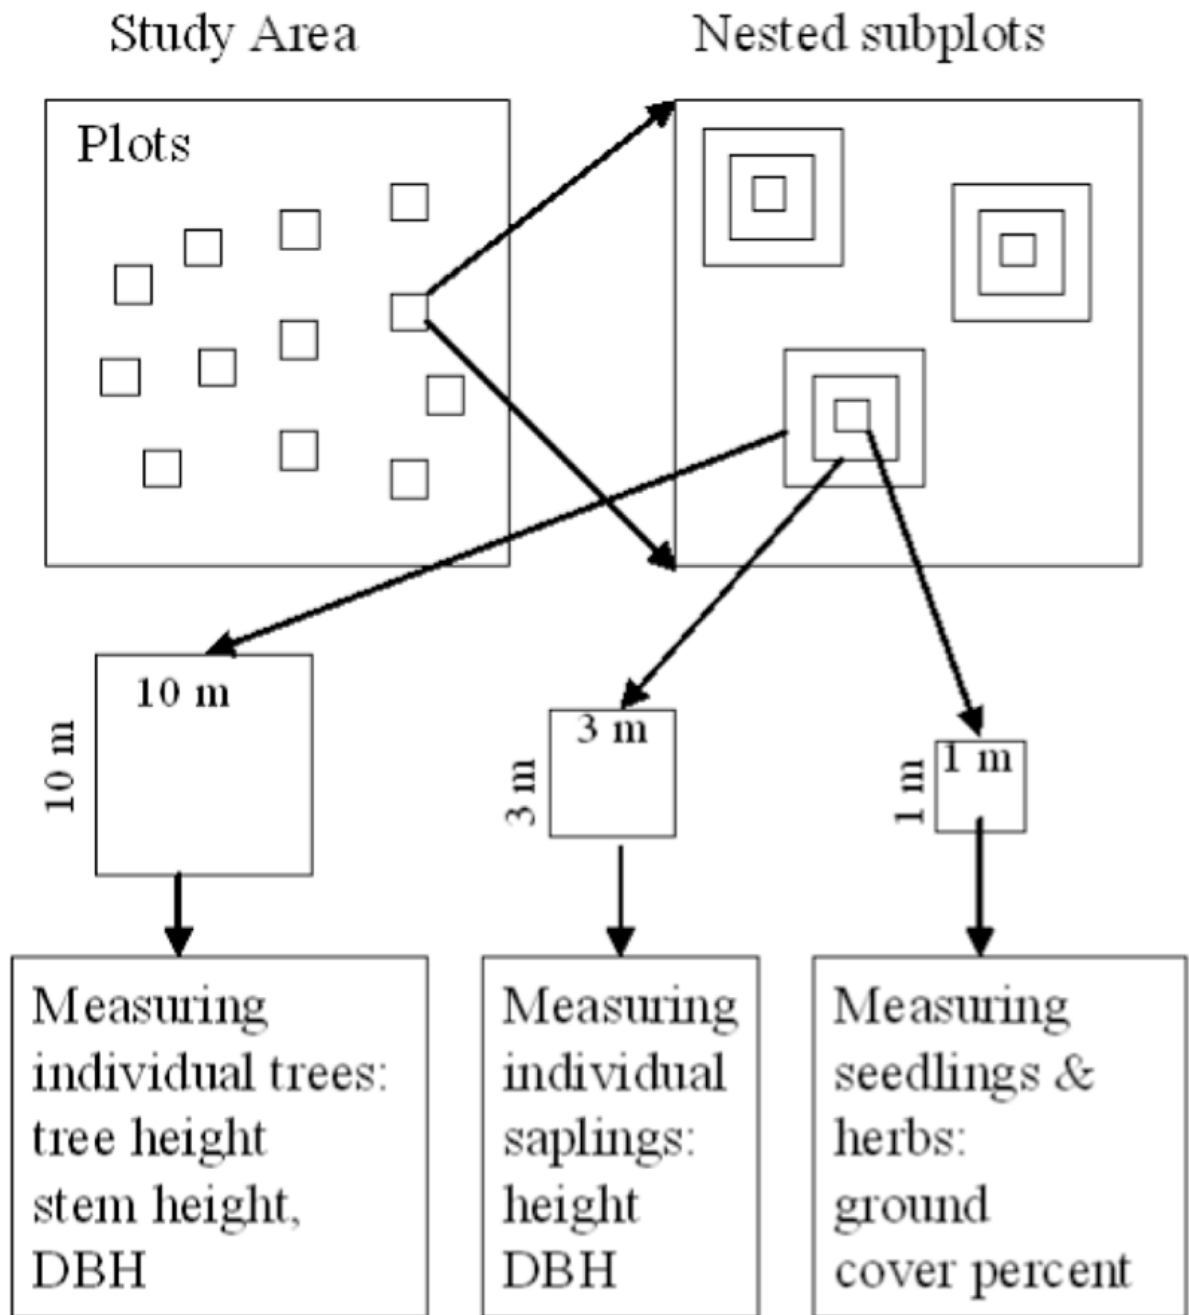 Study Area
Nested subplots
Plots
10 m
10 m
3 m
3 m
1 m
1 m
Measuring
individual trees:
tree height
stem height,
DBH
Measuring
individual
saplings:
height
DBH
Measuring
seedlings &
herbs:
ground
cover percent